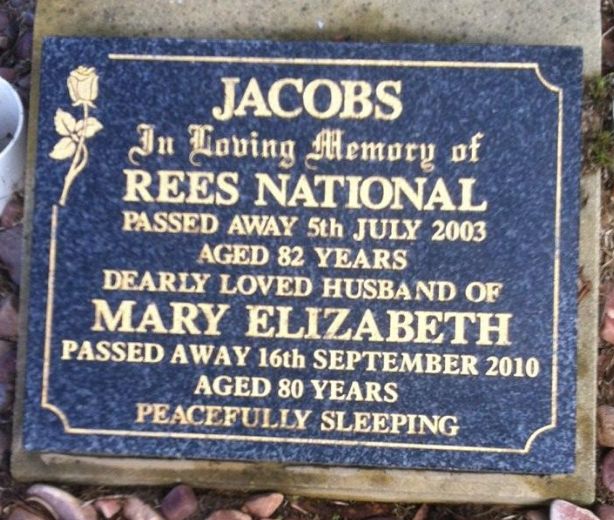 JACOBS
In Loving Memory of
REES NATIONAL
PASSED AWAY 5th JULY 2003
AGED 82 YEARS
DEARLY LOVED HUSBAND OF
MARY ELIZABETH
PASSED AWAY 16th SEPTEMBER 2010
AGED 80 YEARS
PEACEFULLY SLEEPING